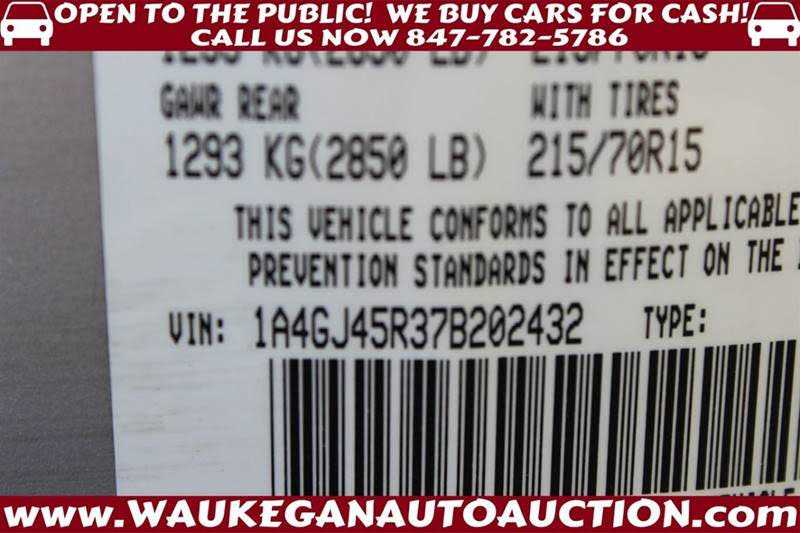 OPEN TO THE PUBLIC! WE BUY CARS FOR CASH!
CALL US NOW 847-782-5786
GAWR REAR WITH TIRES
1293 KG(2850 LB) 215/70R15
THIS VEHICLE CONFORMS TO ALL APPLICABLE
PREVENTION STANDARDS IN EFFECT ON THE
VIN: 1A4GJ45R37B202432 TYPE:
www.WAUKEGANAUTOAUCTION.com